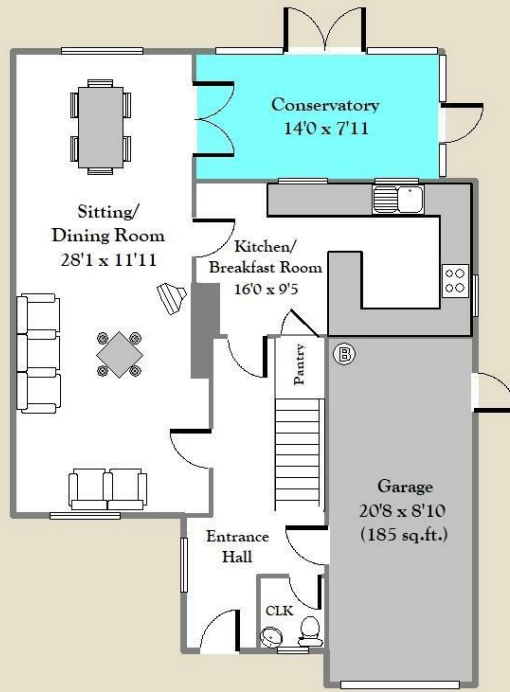 Conservatory
14'0 x 7'11
Sitting/
Dining Room
28'1 x 11'11
Kitchen/
Breakfast Room
16'0 x 9'5
Pantry
B
Garage
20'8 x 8'10
(185 sq.ft.)
Entrance
Hall
CLK